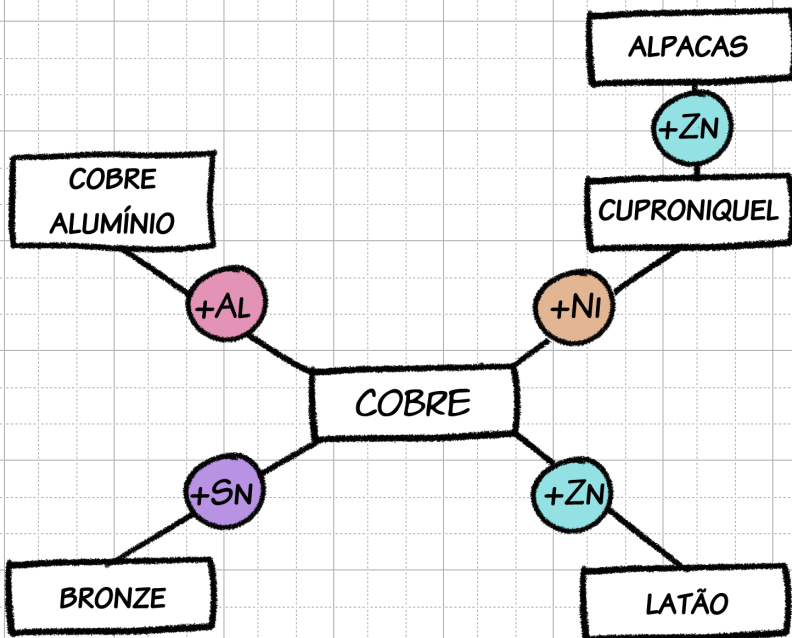 ALPACAS
+ZN
COBRE
ALUMÍNIO
CUPRONIQUEL
+AL
+NI
COBRE
+SN
+ZN
BRONZE
LATÃO